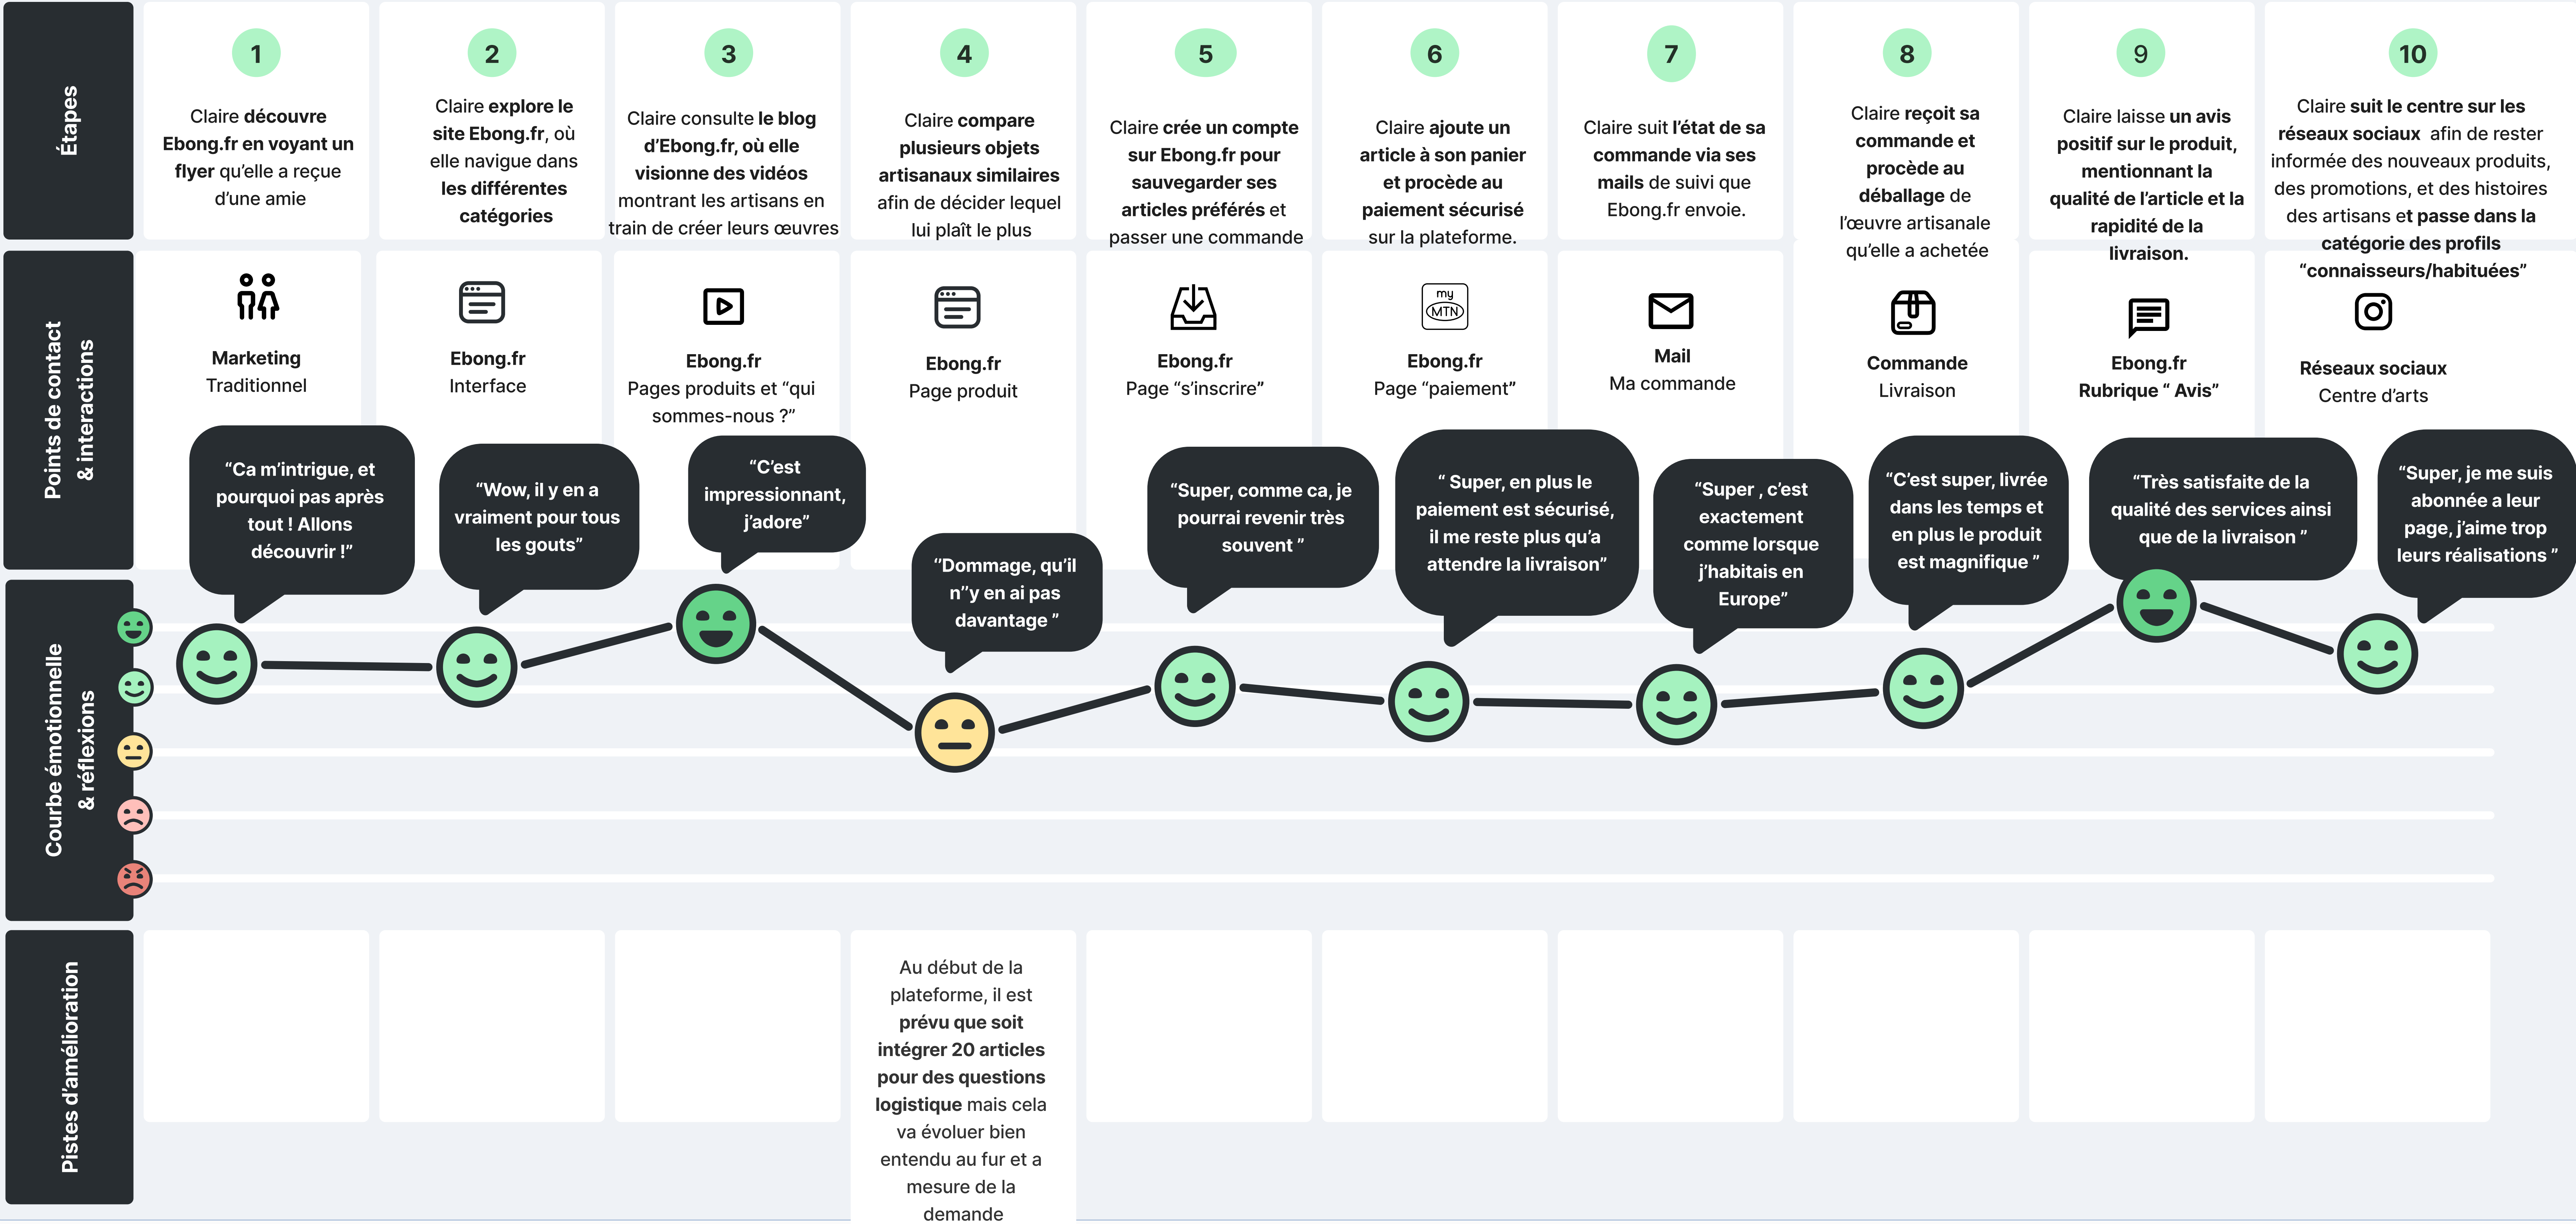 Étapes
1
Claire découvre
Ebong.fr en voyant un
flyer qu’elle a reçue
d’une amie
2
Claire explore le
site Ebong.fr, où
elle navigue dans
les différentes
catégories
3
Claire consulte le blog
d’Ebong.fr, où elle
visionne des vidéos
montrant les artisans en
train de créer leurs œuvres
4
Claire compare
plusieurs objets
artisanaux similaires
afin de décider lequel
lui plaît le plus
5
Claire crée un compte
sur Ebong.fr pour
sauvegarder ses
articles préférés et
passer une commande
6
Claire ajoute un
article à son panier
et procède au
paiement sécurisé
sur la plateforme.
7
Claire suit l’état de sa
commande via ses
mails de suivi que
Ebong.fr envoie.
8
Claire reçoit sa
commande et
procède au
déballage de
l’œuvre artisanale
qu’elle a achetée
9
Claire laisse un avis
positif sur le produit,
mentionnant la
qualité de l’article et la
rapidité de la
livraison.
10
Claire suit le centre sur les
réseaux sociaux afin de rester
informée des nouveaux produits,
des promotions, et des histoires
des artisans et passe dans la
catégorie des profils
“connaisseurs/habituées”
Points de contact
& interactions
Marketing
Traditionnel
Ebong.fr
Interface
Ebong.fr
Pages produits et “qui
sommes-nous ?”
Ebong.fr
Page produit
Ebong.fr
Page “s’inscrire”
my
MTN
Ebong.fr
Page “paiement”
Mail
Ma commande
Commande
Livraison
Ebong.fr
Rubrique “ Avis”
Réseaux sociaux
Centre d’arts
Courbe émotionnelle
& réflexions
“Ca m’intrigue, et
pourquoi pas après
tout ! Allons
découvrir !”
“Wow, il y en a
vraiment pour tous
les gouts”
“C’est
impressionnant,
j’adore”
‘’Dommage, qu’il
n’’y en ai pas
davantage ”
“Super, comme ca, je
pourrai revenir très
souvent ”
“ Super, en plus le
paiement est sécurisé,
il me reste plus qu’a
attendre la livraison”
“Super , c’est
exactement
comme lorsque
j’habitais en
Europe”
“C’est super, livrée
dans les temps et
en plus le produit
est magnifique ”
“Très satisfaite de la
qualité des services ainsi
que de la livraison ”
“Super, je me suis
abonnée a leur
page, j’aime trop
leurs réalisations ”
Pistes d’amélioration
Au début de la
plateforme, il est
prévu que soit
intégrer 20 articles
pour des questions
logistique mais cela
va évoluer bien
entendu au fur et a
mesure de la
demande